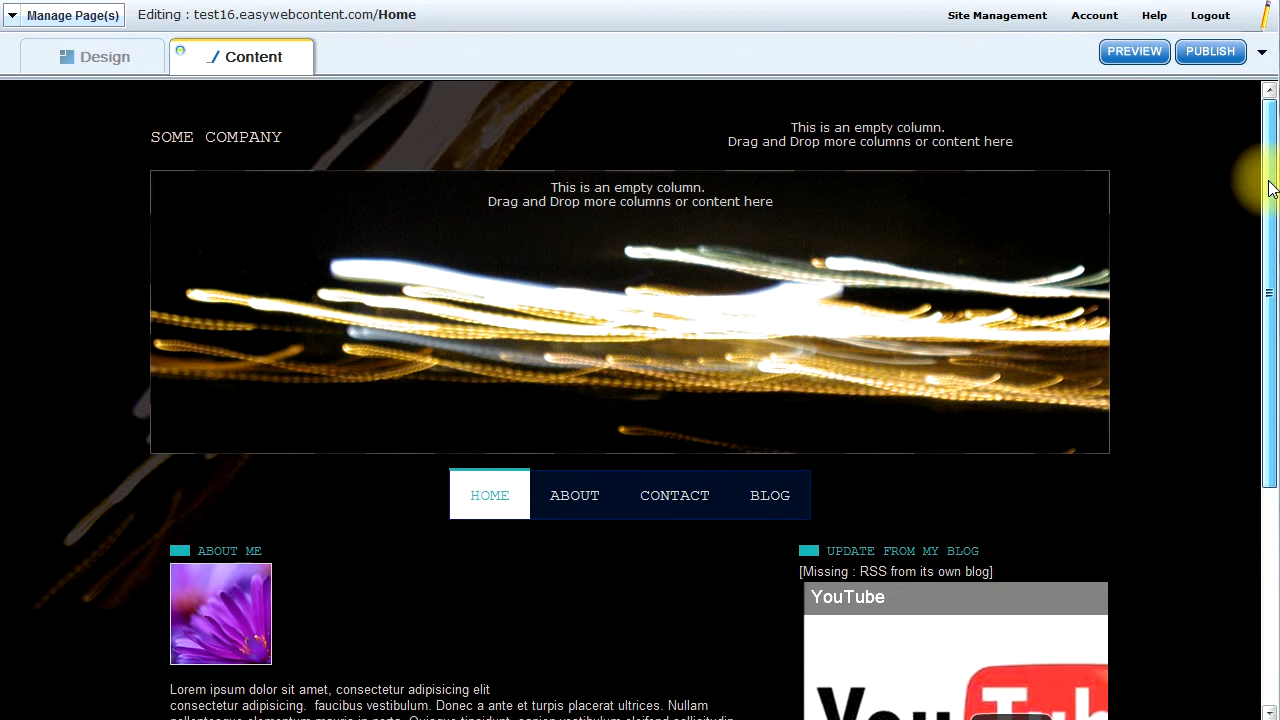 Manage Page(s)
Editing : test16.easywebcontent.com/Home
Site Management
Account
Help
Logout
Design
Content
PREVIEW
PUBLISH
SOME COMPANY
This is an empty column.
Drag and Drop more columns or content here
This is an empty column.
Drag and Drop more columns or content here
HOME
ABOUT
CONTACT
BLOG
ABOUT ME
Lorem ipsum dolor sit amet, consectetur adipisicing elit
consectetur adipisicing. faucibus vestibulum. Donec a ante et turpis placerat ultrices. Nullam
UPDATE FROM MY BLOG
[Missing : RSS from its own blog]
YouTube
You Tub